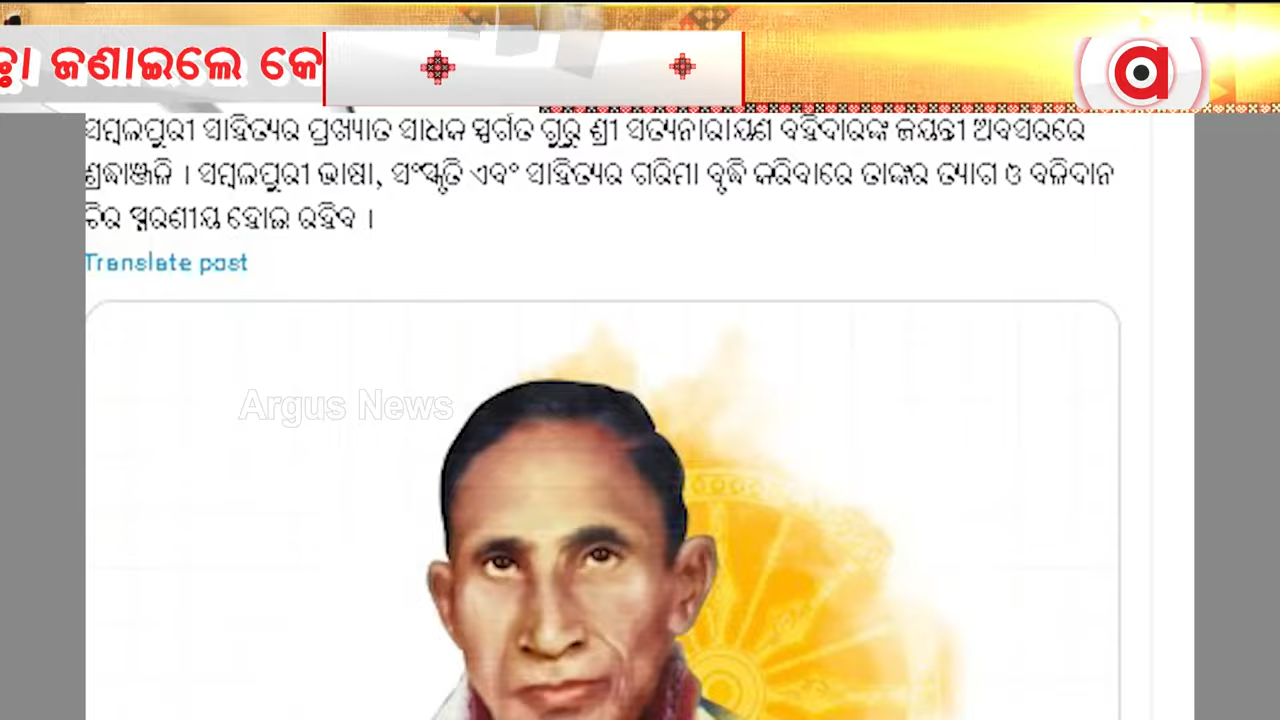 ଜଣାଇଲେ କେ
ସମ୍ବଲପୁରୀ ସାହିତ୍ୟର ପ୍ରଖ୍ୟାତ ସାଧକ ସ୍ୱର୍ଗତ ଗୁରୁ ଶ୍ରୀ ସତ୍ୟନାରାୟଣ ବହିଦାରଙ୍କ ଜୟନ୍ତୀ ଅବସରରେ
ଶ୍ରଦ୍ଧାଞ୍ଜଳି । ସମ୍ବଲପୁରୀ ଭାଷା, ସଂସ୍କୃତି ଏବଂ ସାହିତ୍ୟର ଗରିମା ବୃଦ୍ଧି କରିବାରେ ତାଙ୍କର ତ୍ୟାଗ ଓ ବଳିଦାନ
ଚିର ସ୍ମରଣୀୟ ହୋଇ ରହିବ ।
Translate post
Argus News